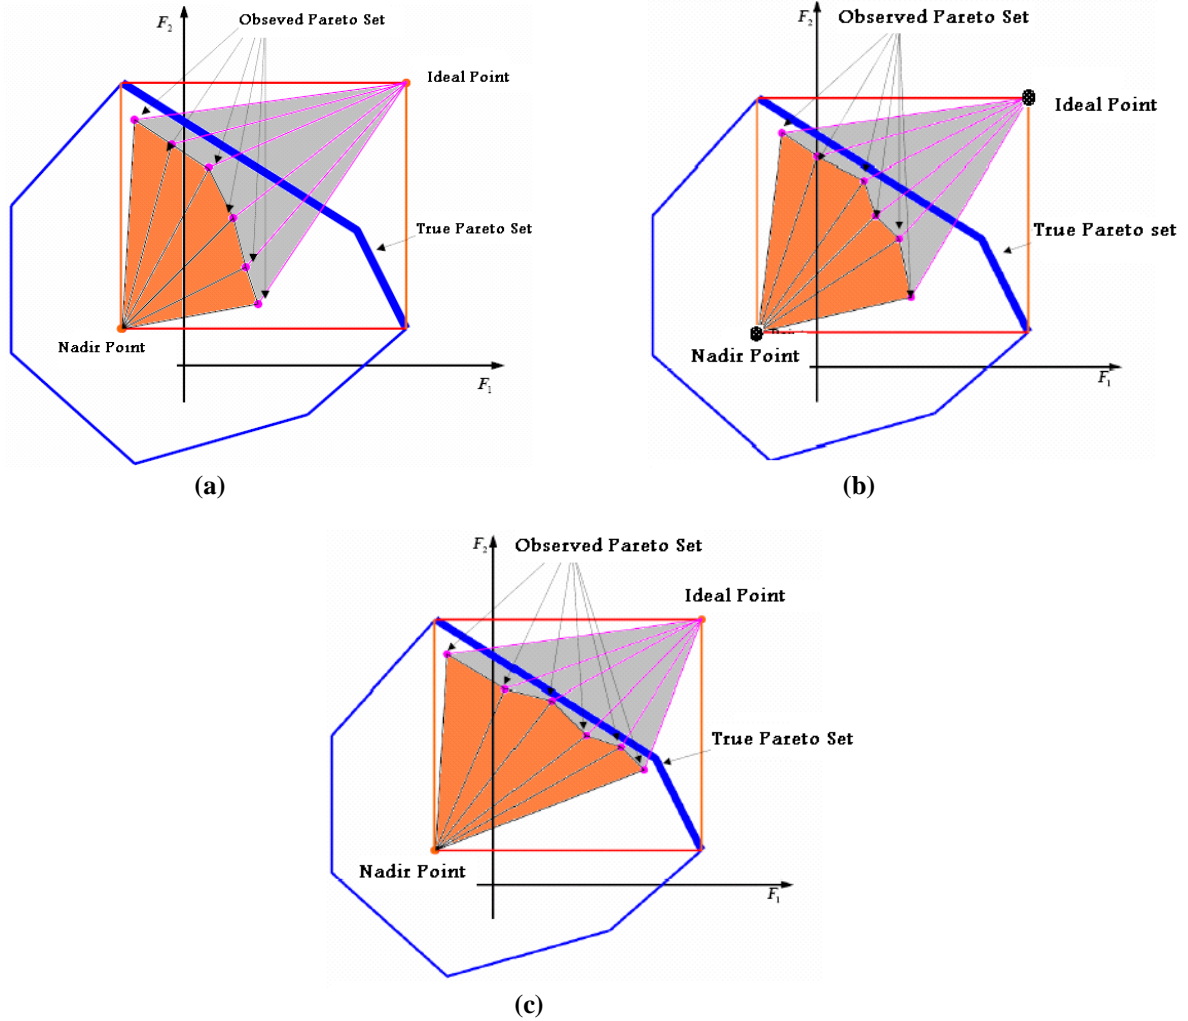 F₂ Obseved Pareto Set
Ideal Point
True Pareto Set
Nadir Point
F₁
(a)
F₂ Observed Pareto Set
Ideal Point
True Pareto set
Nadir Point
F₁
(b)
F₂ Observed Pareto Set
Ideal Point
True Pareto Set
Nadir Point
F₁
(c)